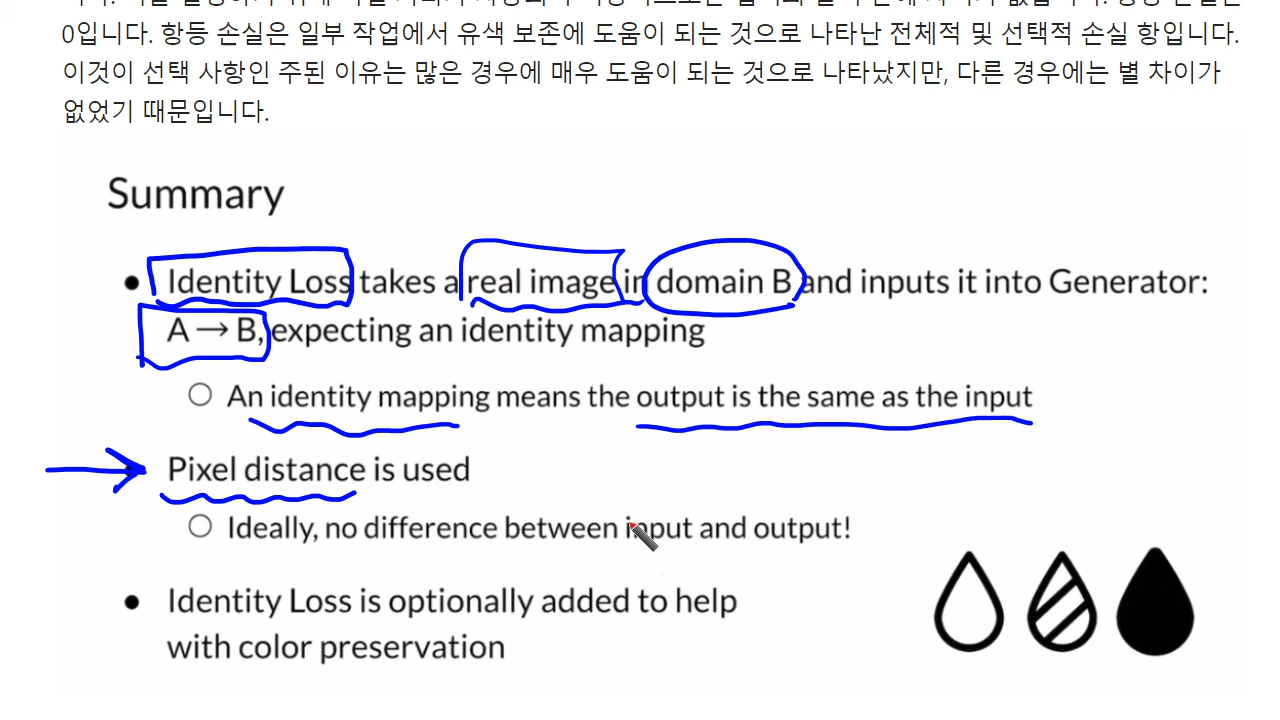 0입니다. 항등 손실은 일부 작업에서 유색 보존에 도움이 되는 것으로 나타난 전체적 및 선택적 손실 항입니다.
이것이 선택 사항인 주된 이유는 많은 경우에 매우 도움이 되는 것으로 나타났지만, 다른 경우에는 별 차이가
없었기 때문입니다.
Summary
● Identity Loss takes a real image in domain B and inputs it into Generator:
A → B, expecting an identity mapping
○ An identity mapping means the output is the same as the input
Pixel distance is used
○ Ideally, no difference between input and output!
● Identity Loss is optionally added to help
with color preservation